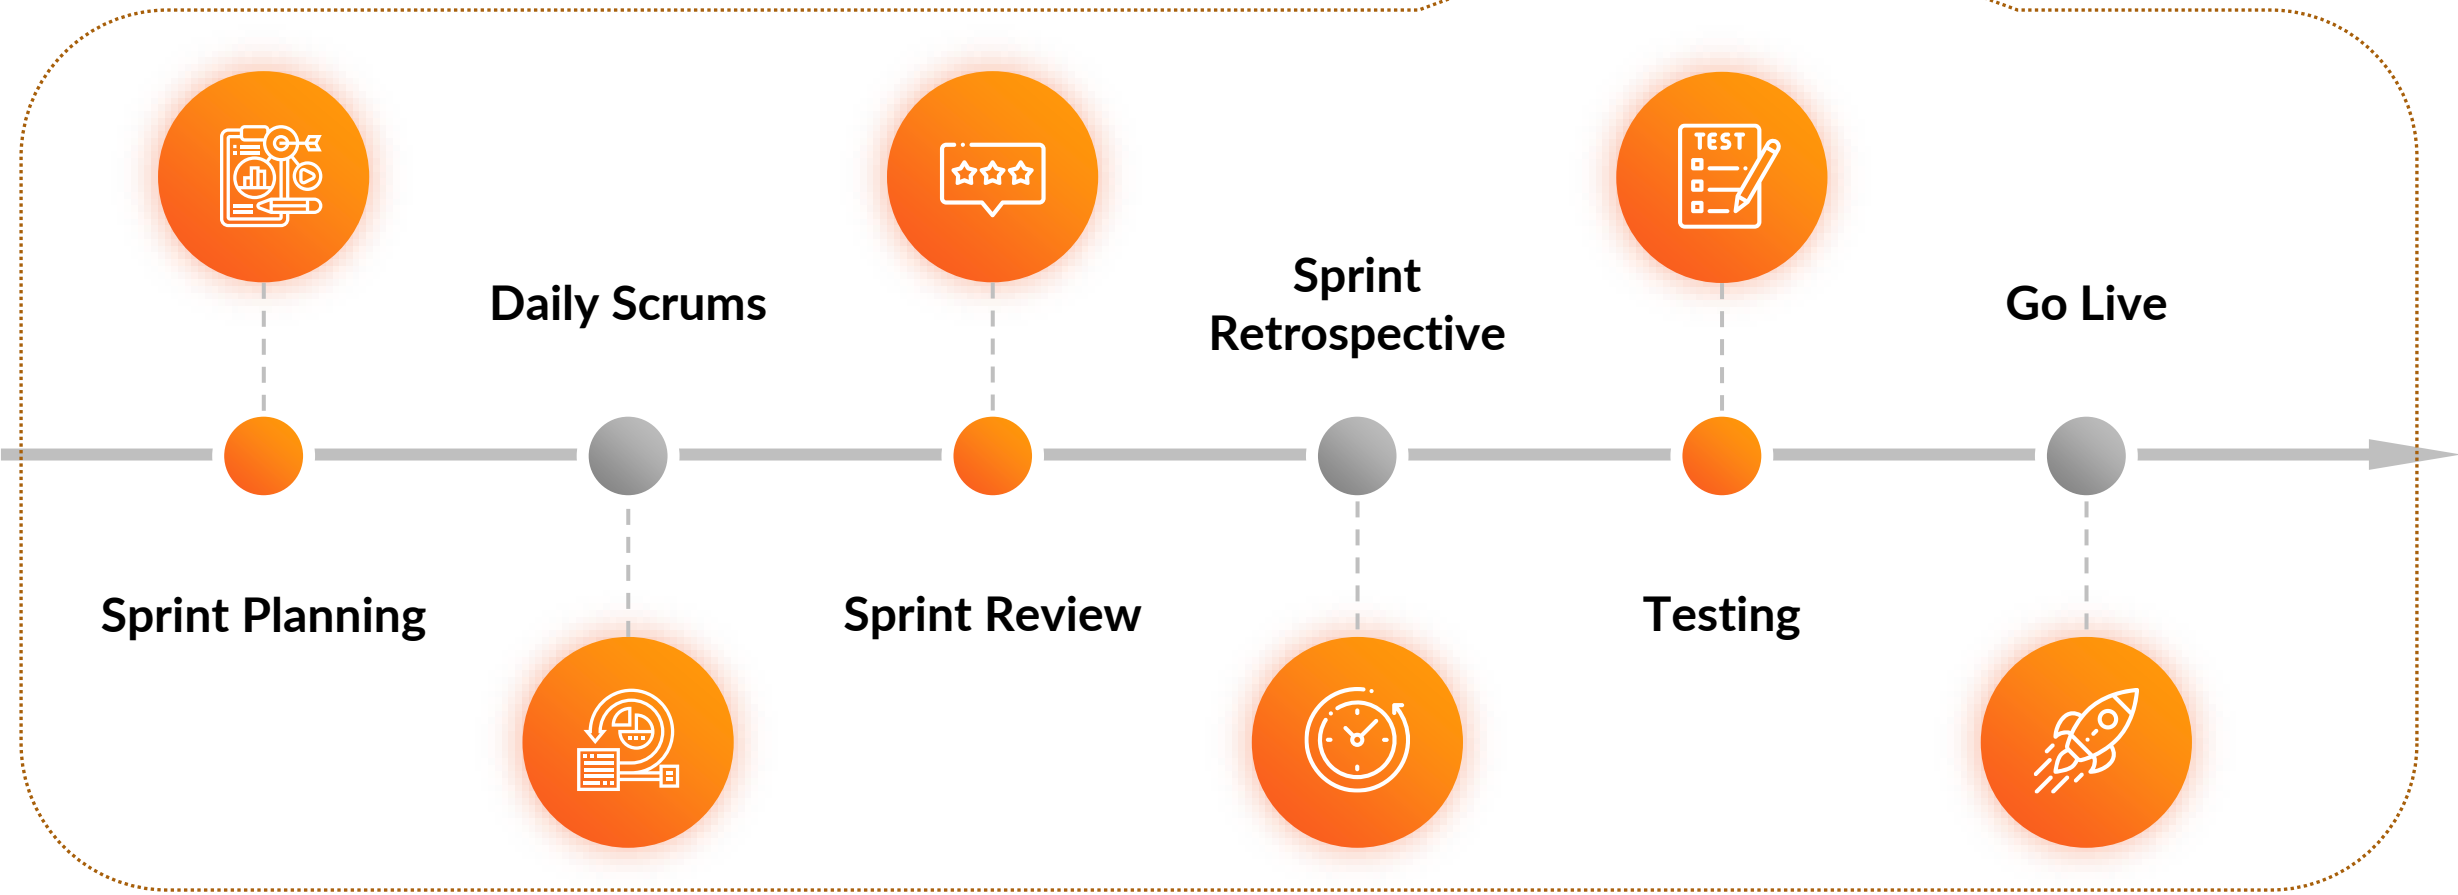 TEST
Daily Scrums
Sprint
Retrospective
Go Live
Sprint Planning
Sprint Review
Testing